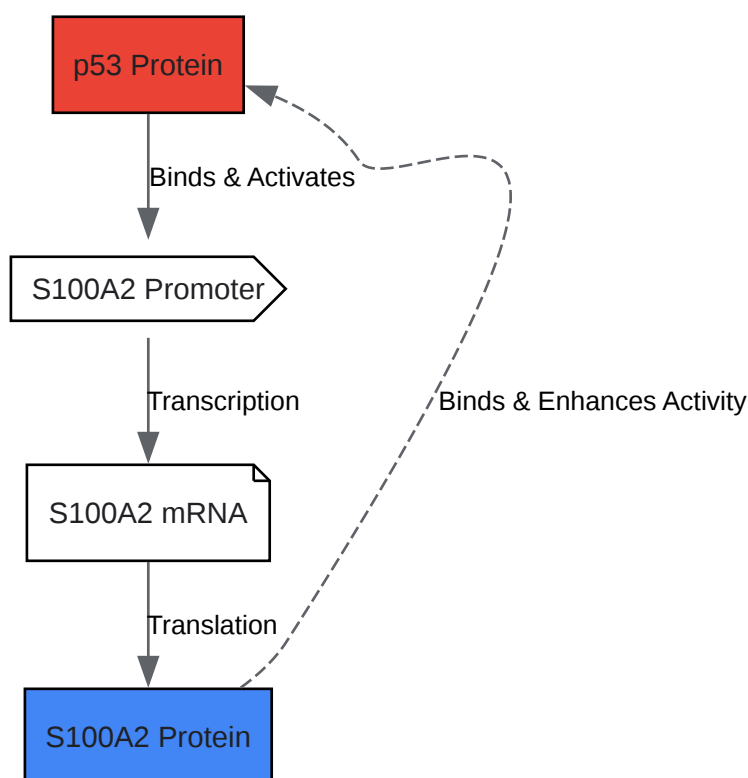 p53 Protein
Binds & Activates
S100A2 Promoter
Transcription
Binds & Enhances Activity
S100A2 mRNA
Translation
S100A2 Protein